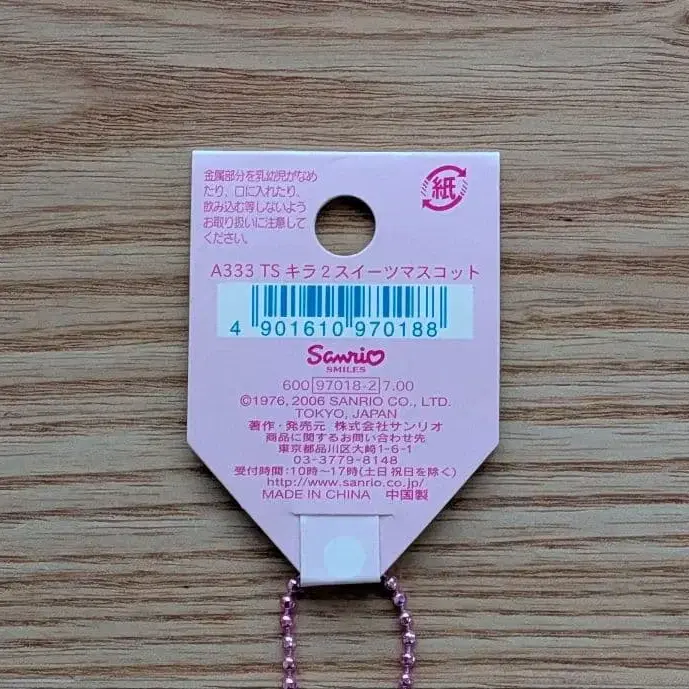 金属部分を乳幼児がなめ
たり、口に入れたり、
飲み込む等しないよう
お取り扱いに注意して
ください。
紙
A333 TS キラ2スイーツマスコット
4 901610 970188
Sanrio
SMILES
600 97018-2 7.00
©1976, 2006 SANRIO CO., LTD.
TOKYO, JAPAN
著作・発売元 株式会社サンリオ
商品に関するお問い合わせ先
東京都品川区大崎1-6-1
03-3779-8148
受付時間:10時〜17時(土日祝日を除く)
http://www.sanrio.co.jp/
MADE IN CHINA 中国製